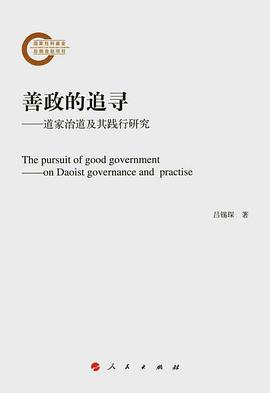 国家社科基金
后期资助项目
善政的追寻
——道家治道及其践行研究
The pursuit of good government
——on Daoist governance and practise
吕锡琛 著
人民出版社